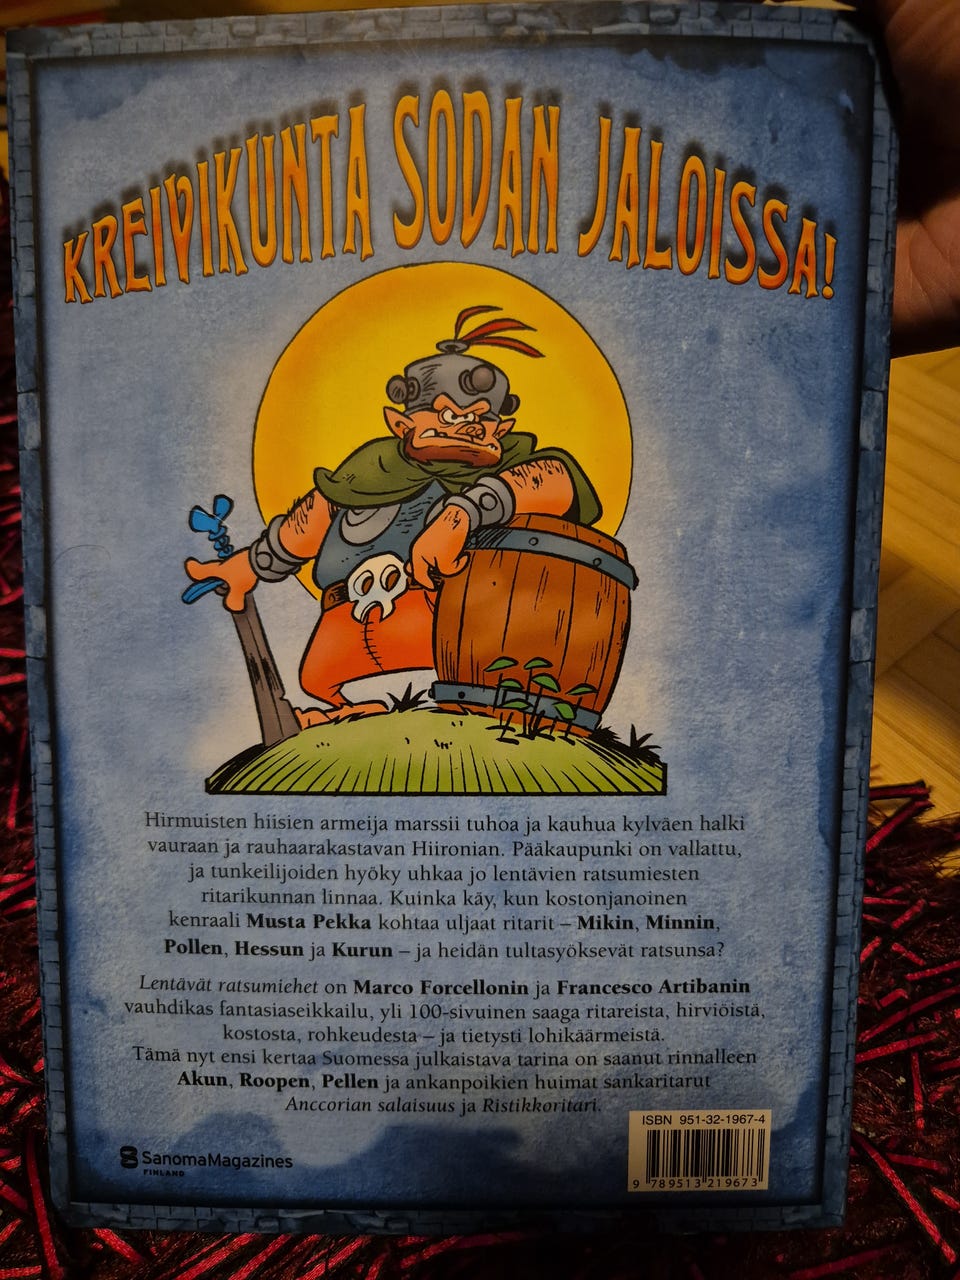 KREIVIKUNTA SODAN JALOISSA!
Hirmuisten hiisien armeija marssii tuhoa ja kauhua kylväen halki
vauraan ja rauhaarakastavan Hiironian. Pääkaupunki on vallattu,
ja tunkeilijoiden hyöky uhkaa jo lentävien ratsumiesten
ritarikunnan linnaa. Kuinka käy, kun kostonjanoinen
kenraali Musta Pekka kohtaa uljaat ritarit – Mikin, Minnin,
Pollen, Hessun ja Kurun – ja heidän tultasyöksevät ratsunsa?
Lentävät ratsumiehet on Marco Forcellonin ja Francesco Artibanin
vauhdikas fantasiaseikkailu, yli 100-sivuinen saaga ritareista, hirviöistä,
kostosta, rohkeudesta – ja tietysti lohikäärmeistä.
Tämä nyt ensi kertaa Suomessa julkaistava tarina on saanut rinnalleen
Akun, Roopen, Pellen ja ankanpoikien huimat sankaritarut
Anccorian salaisuus ja Ristikkoritari.
ISBN 951-32-1967-4
SanomaMagazines
FINLAND
9 789513 219673